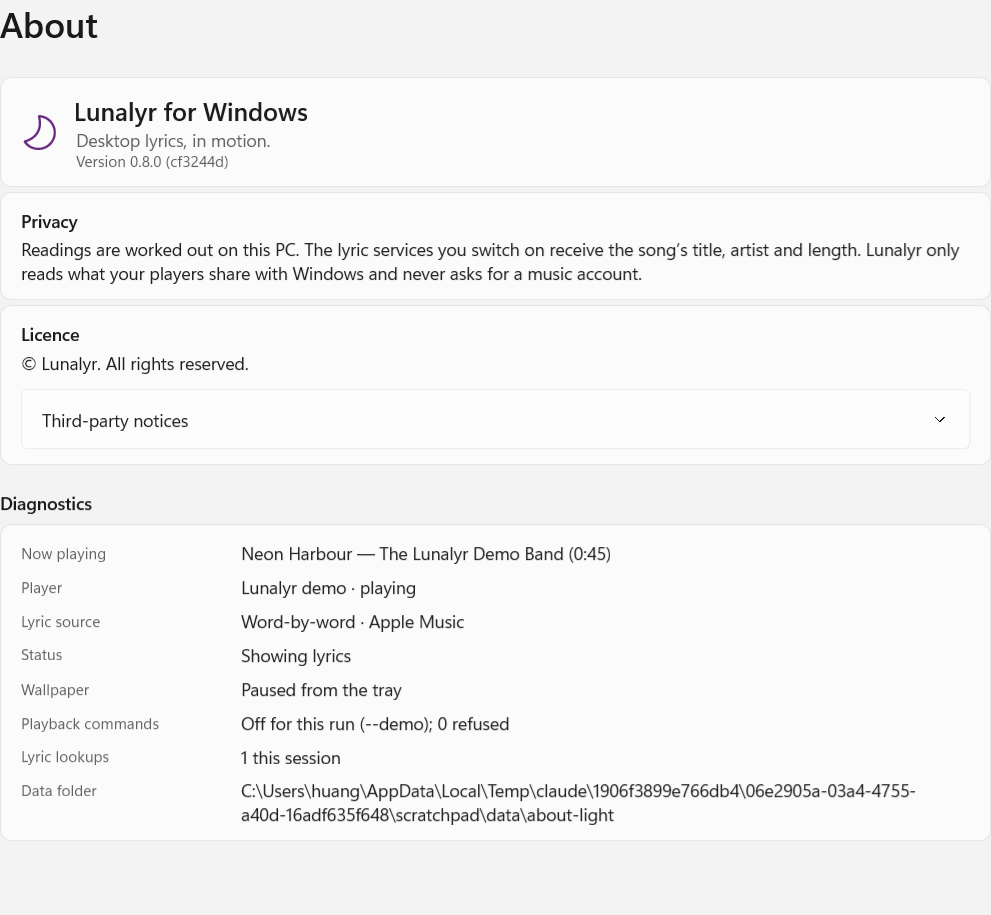 About
Lunalyr for Windows
Desktop lyrics, in motion.
Version 0.8.0 (cf3244d)
Privacy
Readings are worked out on this PC. The lyric services you switch on receive the song’s title, artist and length. Lunalyr only
reads what your players share with Windows and never asks for a music account.
Licence
© Lunalyr. All rights reserved.
Third-party notices
Diagnostics
Now playing Neon Harbour — The Lunalyr Demo Band (0:45)
Player Lunalyr demo · playing
Lyric source Word-by-word · Apple Music
Status Showing lyrics
Wallpaper Paused from the tray
Playback commands Off for this run (--demo); 0 refused
Lyric lookups 1 this session
Data folder C:\Users\huang\AppData\Local\Temp\claude\1906f3899e766db4\06e2905a-03a4-4755-
a40d-16adf635f648\scratchpad\data\about-light